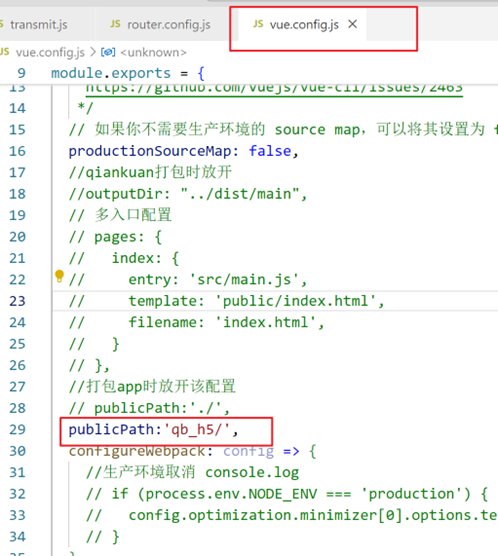 transmit.js
router.config.js
vue.config.js
vue.config.js > <unknown>
9 module.exports = {
13 https://github.com/vuejs/vue-cli/issues/2463
14 */
15 // 如果你不需要生产环境的 source map，可以将其设置为
16 productionSourceMap: false,
17 //qiankuan打包时放开
18 //outputDir: "../dist/main",
19 // 多入口配置
20 // pages: {
21 // index: {
22 // entry: 'src/main.js',
23 // template: 'public/index.html',
24 // filename: 'index.html',
25 // }
26 // },
27 //打包app时放开该配置
28 // publicPath:'./',
29 publicPath:'qb_h5/',
30 configureWebpack: config => {
31 //生产环境取消 console.log
32 // if (process.env.NODE_ENV === 'production') {
33 // config.optimization.minimizer[0].options.te
34 // }